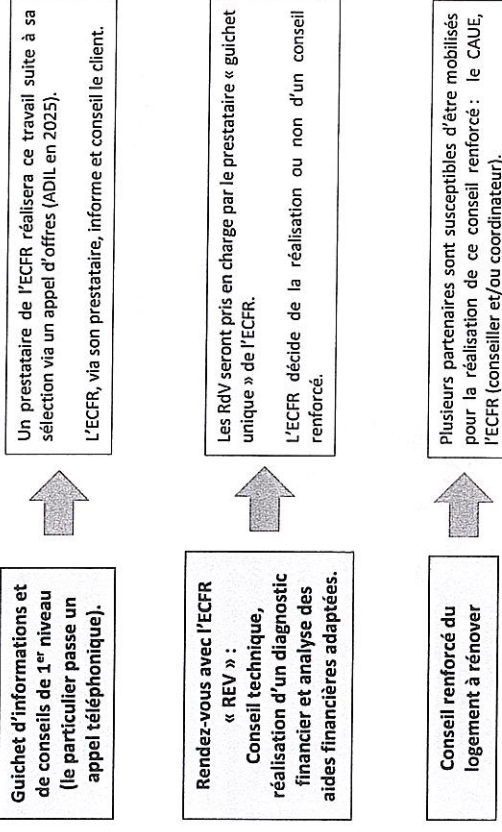 Guichet d'informations et
de conseils de 1er niveau
(le particulier passe un
appel téléphonique).
Un prestataire de l'ECFR réalisera ce travail suite à sa
sélection via un appel d'offres (ADIL en 2025).
L'ECFR, via son prestataire, informe et conseil le client.
Rendez-vous avec l'ECFR
« REV » :
Conseil technique,
réalisation d'un diagnostic
financier et analyse des
aides financières adaptées.
Les RdV seront pris en charge par le prestataire « guichet
unique » de l'ECFR.
L'ECFR décide de la réalisation ou non d'un conseil
renforcé.
Conseil renforcé du
logement à rénover
Plusieurs partenaires sont susceptibles d'être mobilisés
pour la réalisation de ce conseil renforcé : le CAUE,
l'ECFR (conseiller et/ou coordinateur).